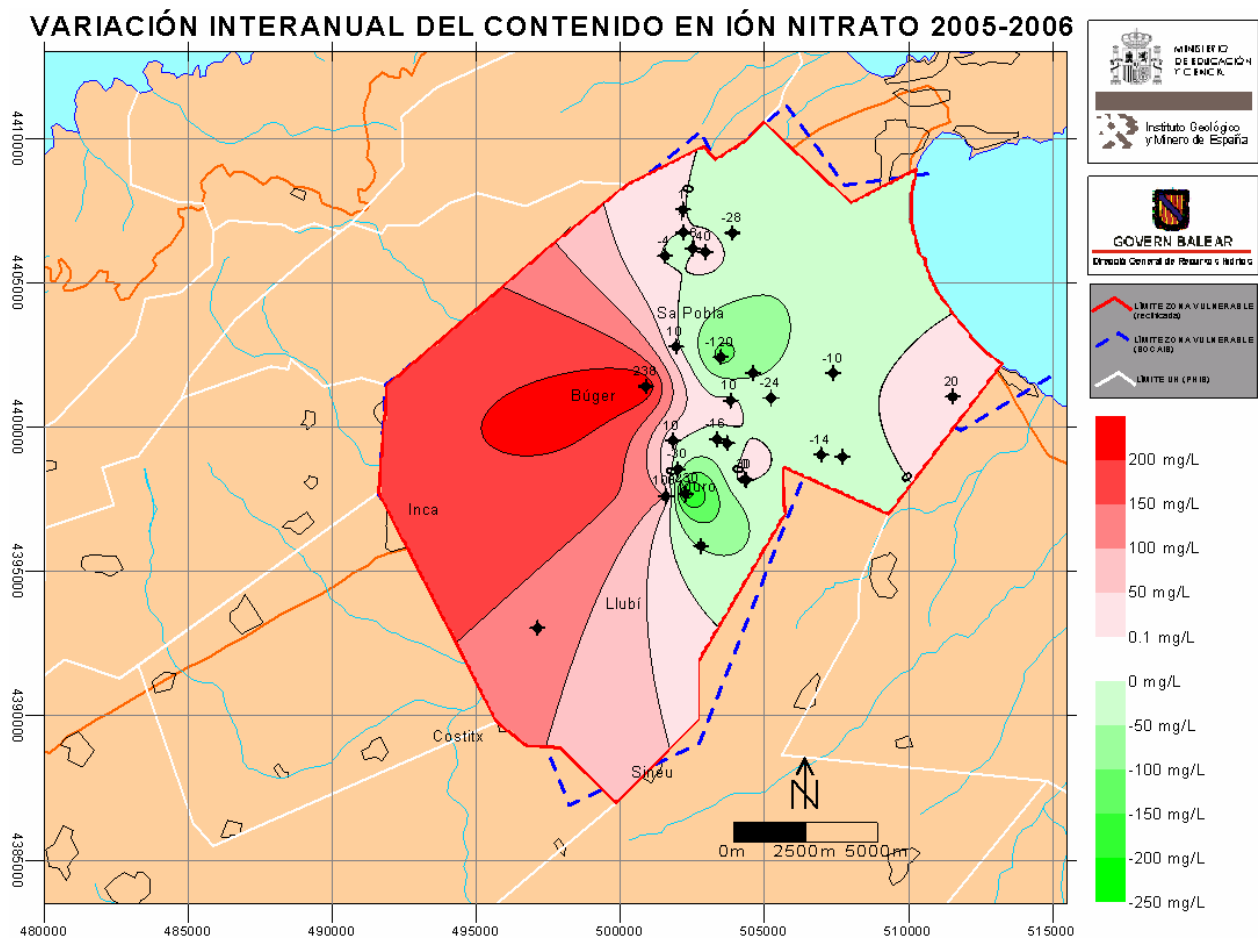 VARIACIÓN INTERANUAL DEL CONTENIDO EN IÓN NITRATO 2005-2006
MINISTERIO
DE EDUCACIÓN
Y CIENCIA
Instituto Geológico
y Minero de España
GOVERN BALEAR
Direcció General de Recursos Hídrics
LÍMITE ZONA VULNERABLE
(rectificada)
LÍMITE ZONA VULNERABLE
(BOCAIB)
LÍMITE UH (PHIB)
200 mg/L
150 mg/L
100 mg/L
50 mg/L
0.1 mg/L
0 mg/L
-50 mg/L
-100 mg/L
-150 mg/L
-200 mg/L
-250 mg/L
4410000
4405000
4400000
4395000
4390000
4385000
0
-28
-4
40
Sa Pobla
10
-120
-10
238
Búger
10
-24
20
10
-16
-30
-14
0
0
Inca
Llubí
Costitx
Sineu
N
0m 2500m 5000m
480000 485000 490000 495000 500000 505000 510000 515000